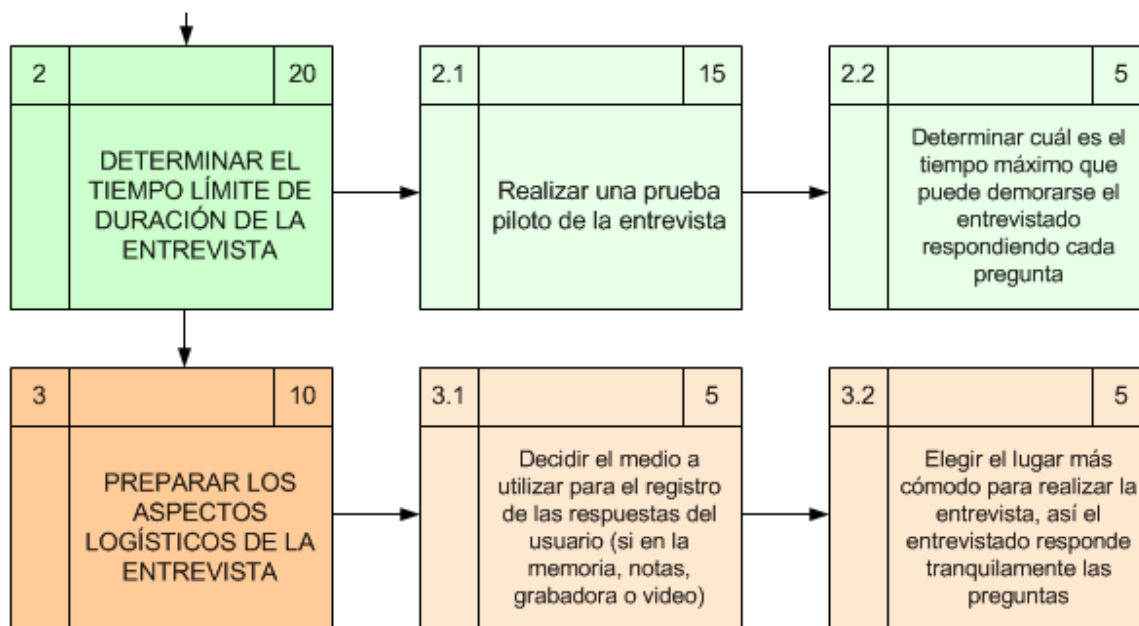 2 20
DETERMINAR EL
TIEMPO LÍMITE DE
DURACIÓN DE LA
ENTREVISTA
2.1 15
Realizar una prueba
piloto de la entrevista
2.2 5
Determinar cuál es el
tiempo máximo que
puede demorarse el
entrevistado
respondiendo cada
pregunta
3 10
PREPARAR LOS
ASPECTOS
LOGÍSTICOS DE LA
ENTREVISTA
3.1 5
Decidir el medio a
utilizar para el registro
de las respuestas del
usuario (si en la
memoria, notas,
grabadora o video)
3.2 5
Elegir el lugar más
cómodo para realizar la
entrevista, así el
entrevistado responde
tranquilamente las
preguntas